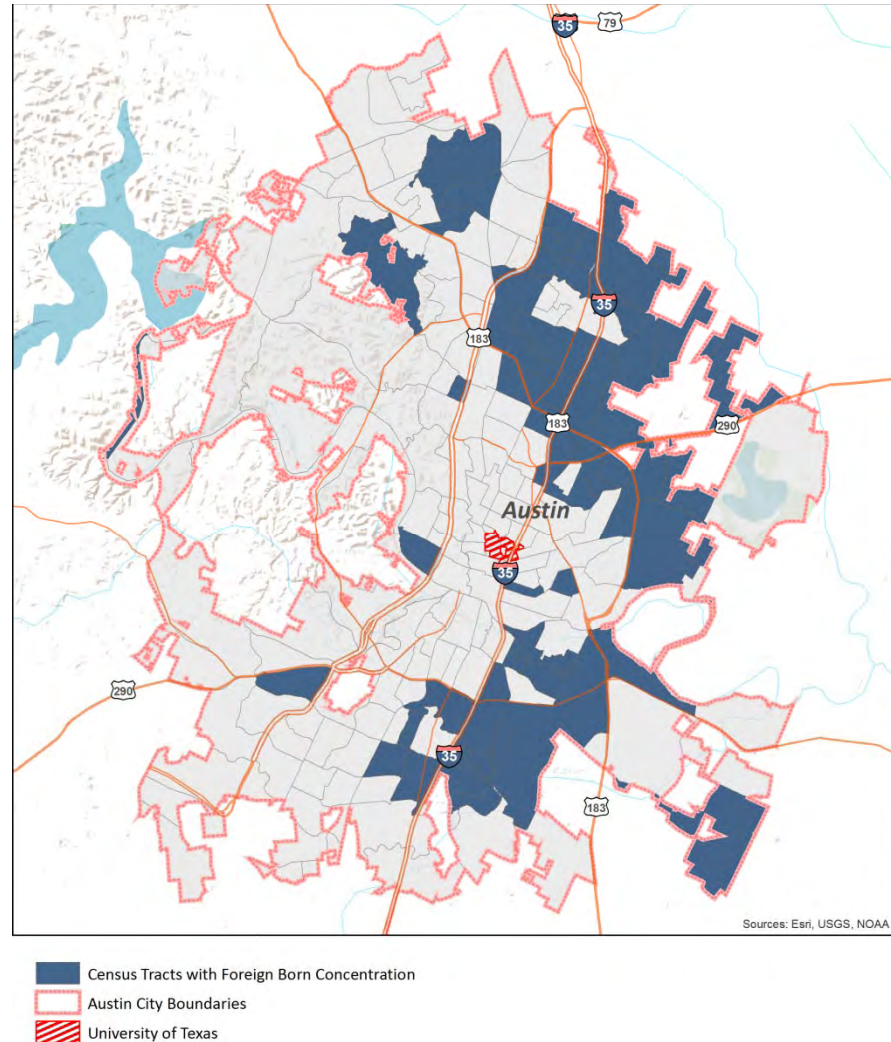 35
79
183
35
183
290
Austin
35
290
35
183
Sources: Esri, USGS, NOAA
Census Tracts with Foreign Born Concentration
Austin City Boundaries
University of Texas